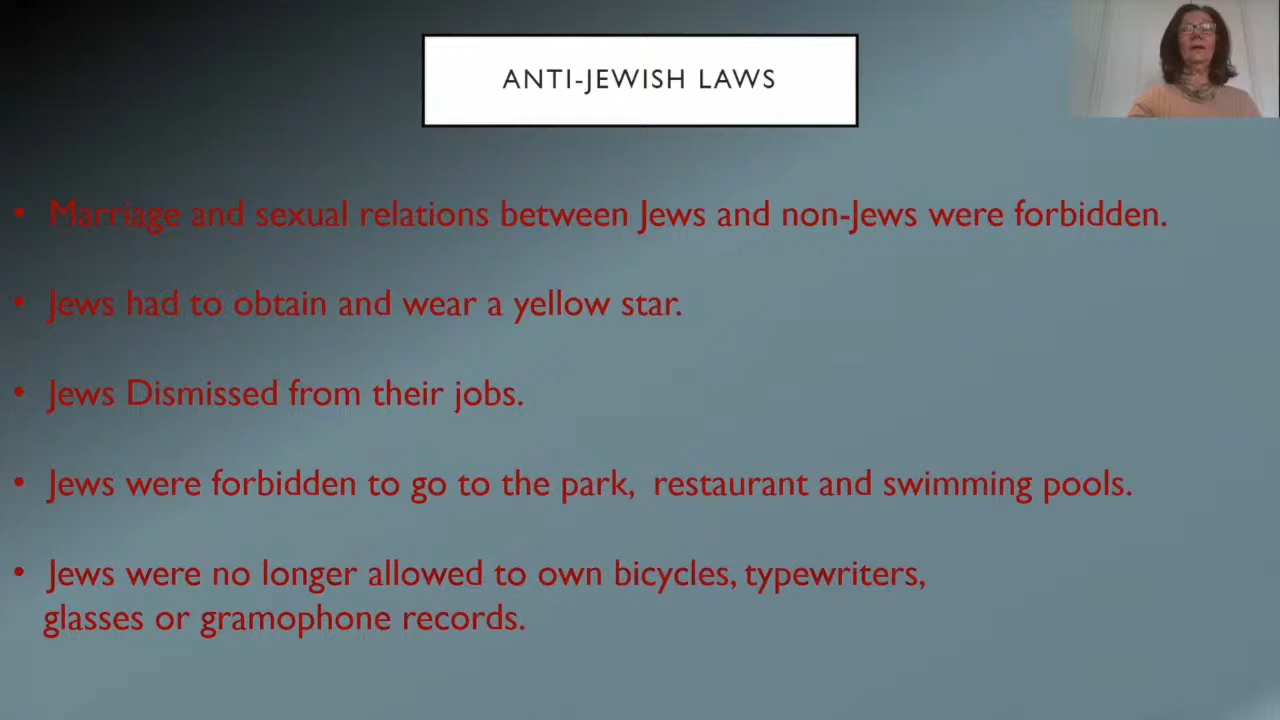 ANTI-JEWISH LAWS
• Marriage and sexual relations between Jews and non-Jews were forbidden.
• Jews had to obtain and wear a yellow star.
• Jews Dismissed from their jobs.
• Jews were forbidden to go to the park, restaurant and swimming pools.
• Jews were no longer allowed to own bicycles, typewriters,
glasses or gramophone records.